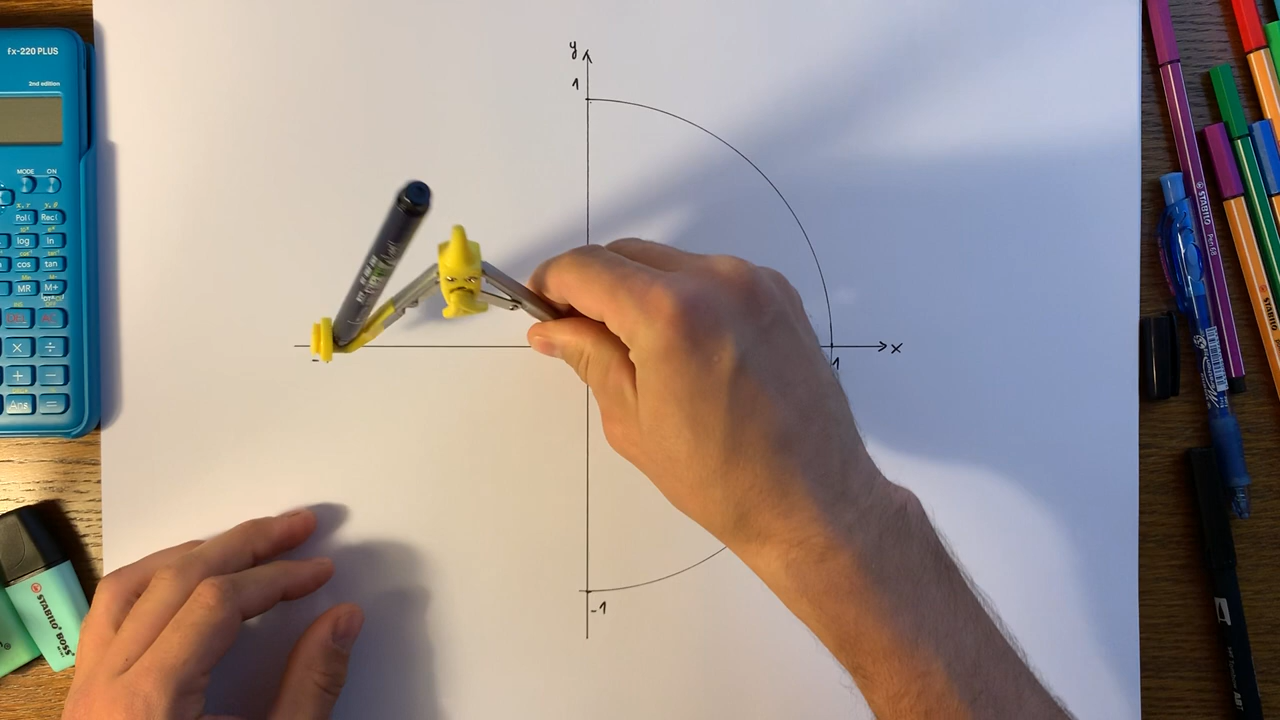 fx-220 PLUS
2nd edition
MODE ON
Pol( Rec(
log ln
cos tan
MR M+
DEL AC
× ÷
+ −
Ans =
STABILO BOSS
y
1
x
1
-
-1
STABILO Pen 68
STABILO